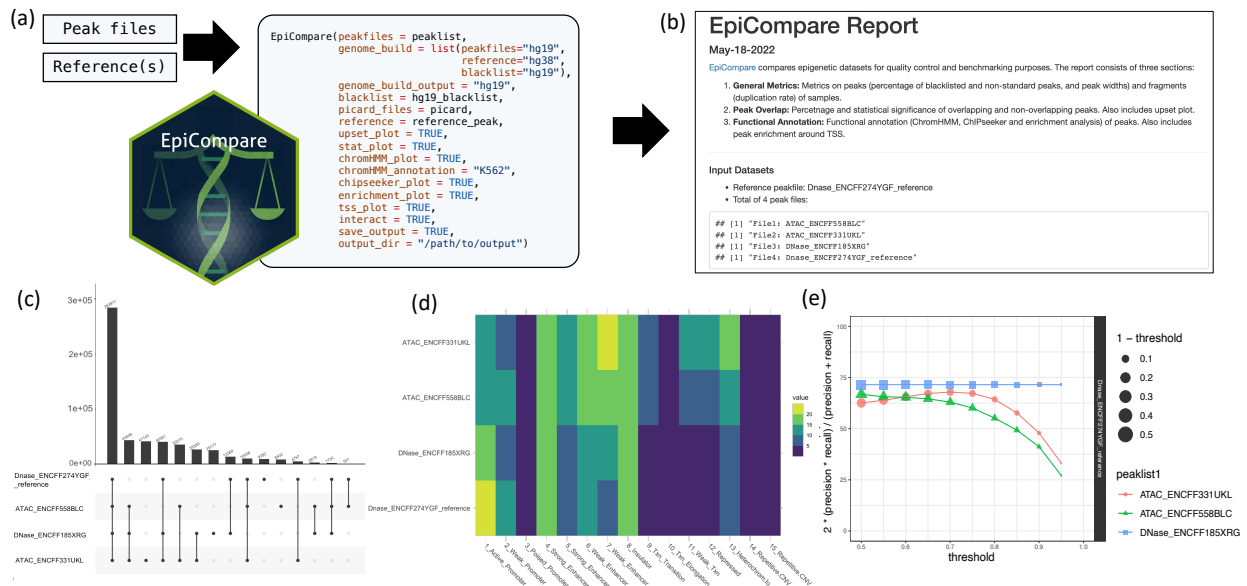 (a)
Peak files
Reference(s)
EpiCompare
EpiCompare(peakfiles = peaklist,
genome_build = list(peakfiles="hg19",
reference="hg38",
blacklist="hg19"),
genome_build_output = "hg19",
blacklist = hg19_blacklist,
picard_files = picard,
reference = reference_peak,
upset_plot = TRUE,
stat_plot = TRUE,
chromHMM_plot = TRUE,
chromHMM_annotation = "K562",
chipseeker_plot = TRUE,
enrichment_plot = TRUE,
tss_plot = TRUE,
interact = TRUE,
save_output = TRUE,
output_dir = "/path/to/output")
(b)
EpiCompare Report
May-18-2022
EpiCompare compares epigenetic datasets for quality control and benchmarking purposes. The report consists of three sections:
1. General Metrics: Metrics on peaks (percentage of blacklisted and non-standard peaks, and peak widths) and fragments
(duplication rate) of samples.
2. Peak Overlap: Percetnage and statistical significance of overlapping and non-overlapping peaks. Also includes upset plot.
3. Functional Annotation: Functional annotation (ChromHMM, ChIPseeker and enrichment analysis) of peaks. Also includes
peak enrichment around TSS.
Input Datasets
• Reference peakfile: Dnase_ENCFF274YGF_reference
• Total of 4 peak files:
## [1] "File1: ATAC_ENCFF558BLC"
## [1] "File2: ATAC_ENCFF331UKL"
## [1] "File3: DNase_ENCFF185XRG"
## [1] "File4: Dnase_ENCFF274YGF_reference"
(c)
3e+05
2e+05
1e+05
0e+00
Dnase_ENCFF274YGF
_reference
ATAC_ENCFF558BLC
DNase_ENCFF185XRG
ATAC_ENCFF331UKL
(d)
ATAC_ENCFF331UKL
ATAC_ENCFF558BLC
DNase_ENCFF185XRG
Dnase_ENCFF274YGF_reference
1_Active_Promoter
2_Weak_Promoter
3_Poised_Promoter
4_Strong_Enhancer
5_Strong_Enhancer
6_Weak_Enhancer
7_Weak_Enhancer
8_Insulator
9_Txn_Transition
10_Txn_Elongation
11_Weak_Txn
12_Repressed
13_Heterochrom.lo
14_Repetitive CNV
15_Repetitive CNV
value
20
15
10
5
(e)
2 * (precision * recall) / (precision + recall)
100
75
50
25
0
0.5
0.6
0.7
0.8
0.9
1.0
threshold
Dnase_ENCFF274YGF_reference
1 − threshold
0.1
0.2
0.3
0.4
0.5
peaklist1
ATAC_ENCFF331UKL
ATAC_ENCFF558BLC
DNase_ENCFF185XRG